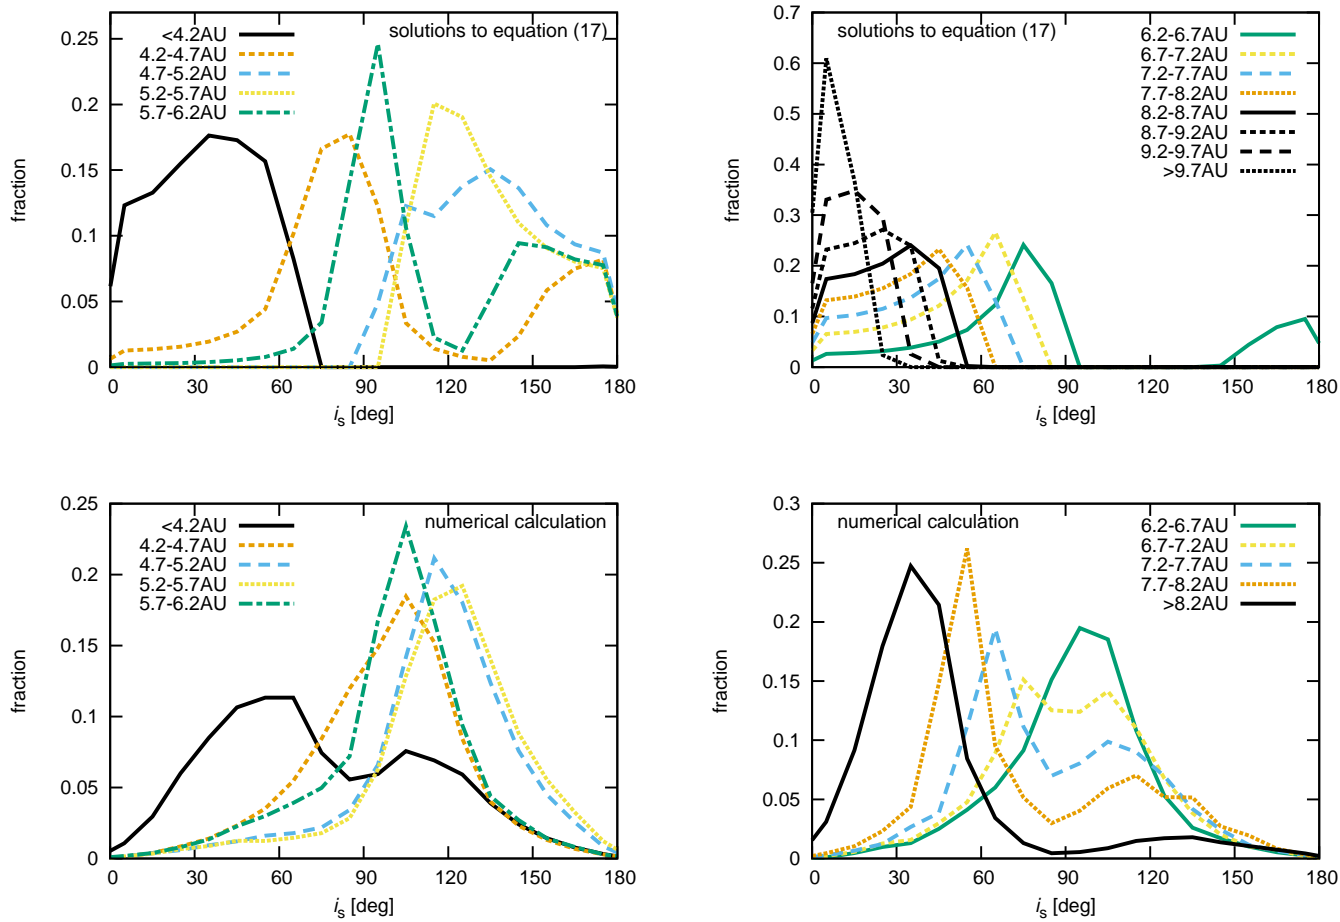 solutions to equation (17)
<4.2AU
4.2-4.7AU
4.7-5.2AU
5.2-5.7AU
5.7-6.2AU
fraction
0.25
0.2
0.15
0.1
0.05
0
0 30 60 90 120 150 180
i_s [deg]
solutions to equation (17)
6.2-6.7AU
6.7-7.2AU
7.2-7.7AU
7.7-8.2AU
8.2-8.7AU
8.7-9.2AU
9.2-9.7AU
>9.7AU
fraction
0.7
0.6
0.5
0.4
0.3
0.2
0.1
0
0 30 60 90 120 150 180
i_s [deg]
numerical calculation
<4.2AU
4.2-4.7AU
4.7-5.2AU
5.2-5.7AU
5.7-6.2AU
fraction
0.25
0.2
0.15
0.1
0.05
0
0 30 60 90 120 150 180
i_s [deg]
numerical calculation
6.2-6.7AU
6.7-7.2AU
7.2-7.7AU
7.7-8.2AU
>8.2AU
fraction
0.3
0.25
0.2
0.15
0.1
0.05
0
0 30 60 90 120 150 180
i_s [deg]